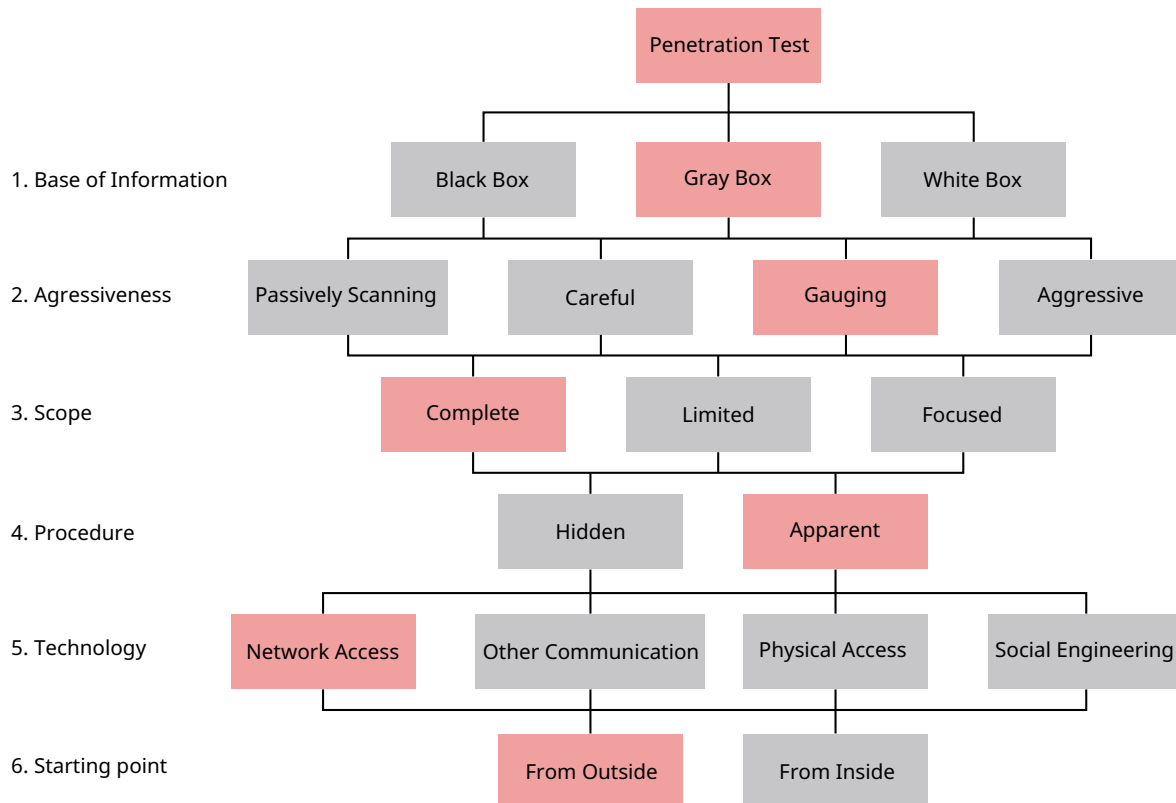 Penetration Test
1. Base of Information
Black Box
Gray Box
White Box
2. Agressiveness
Passively Scanning
Careful
Gauging
Aggressive
3. Scope
Complete
Limited
Focused
4. Procedure
Hidden
Apparent
5. Technology
Network Access
Other Communication
Physical Access
Social Engineering
6. Starting point
From Outside
From Inside